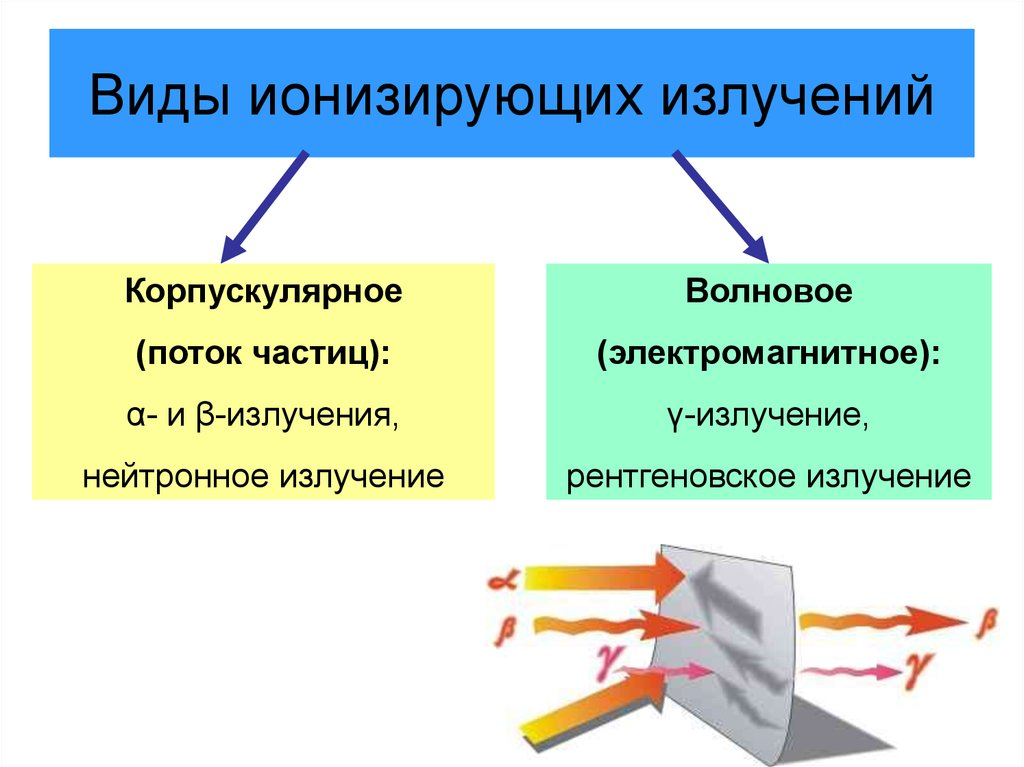 Виды ионизирующих излучений
Корпускулярное
(поток частиц):
α- и β-излучения,
нейтронное излучение
Волновое
(электромагнитное):
γ-излучение,
рентгеновское излучение
α
β
γ
β
γ